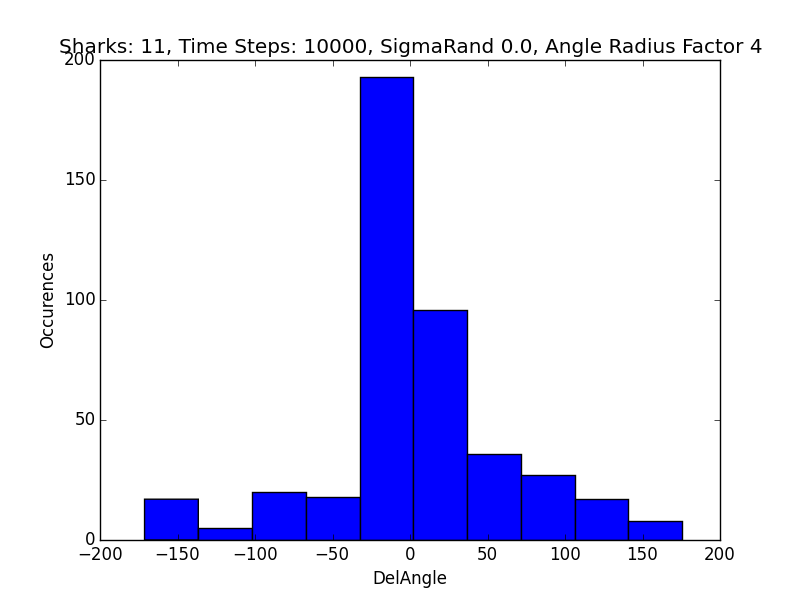 Sharks: 11, Time Steps: 10000, SigmaRand 0.0, Angle Radius Factor 4
200
150
100
50
0
Occurences
−200 −150 −100 −50 0 50 100 150 200
DelAngle